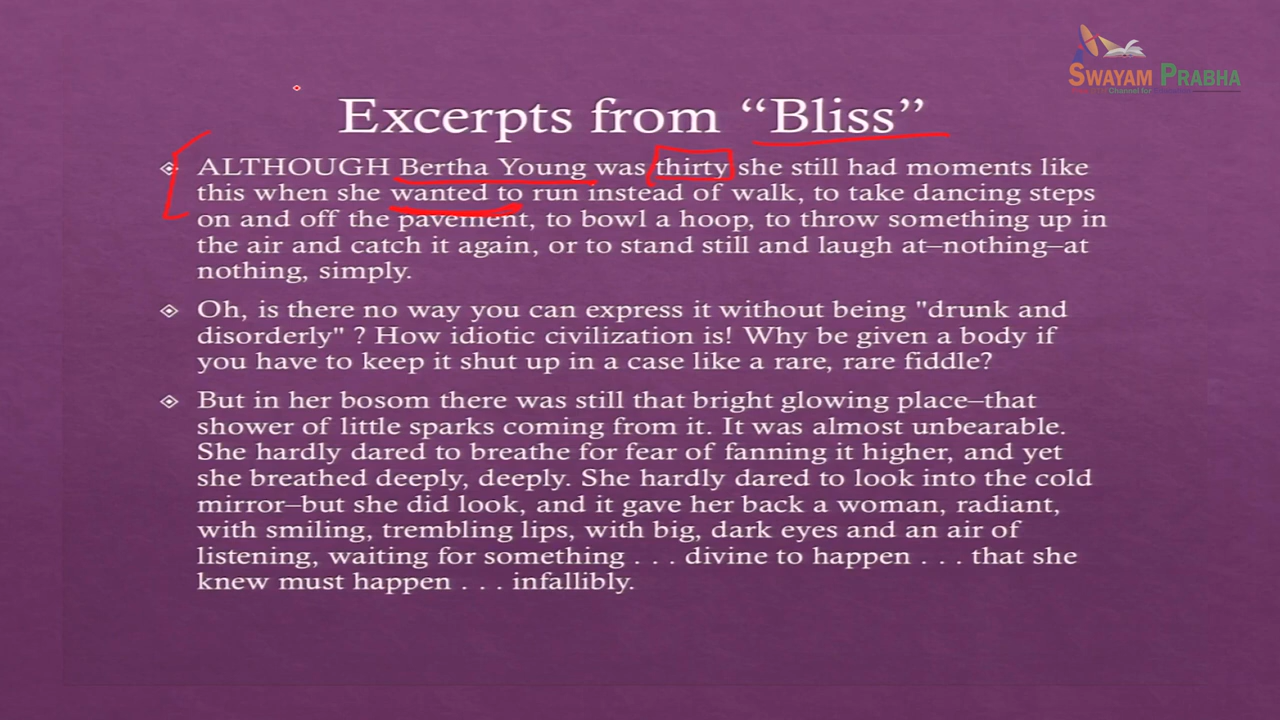 SWAYAM PRABHA
Excerpts from “Bliss”
ALTHOUGH Bertha Young was thirty she still had moments like
this when she wanted to run instead of walk, to take dancing steps
on and off the pavement, to bowl a hoop, to throw something up in
the air and catch it again, or to stand still and laugh at–nothing–at
nothing, simply.
Oh, is there no way you can express it without being "drunk and
disorderly" ? How idiotic civilization is! Why be given a body if
you have to keep it shut up in a case like a rare, rare fiddle?
But in her bosom there was still that bright glowing place–that
shower of little sparks coming from it. It was almost unbearable.
She hardly dared to breathe for fear of fanning it higher, and yet
she breathed deeply, deeply. She hardly dared to look into the cold
mirror–but she did look, and it gave her back a woman, radiant,
with smiling, trembling lips, with big, dark eyes and an air of
listening, waiting for something . . . divine to happen . . . that she
knew must happen . . . infallibly.